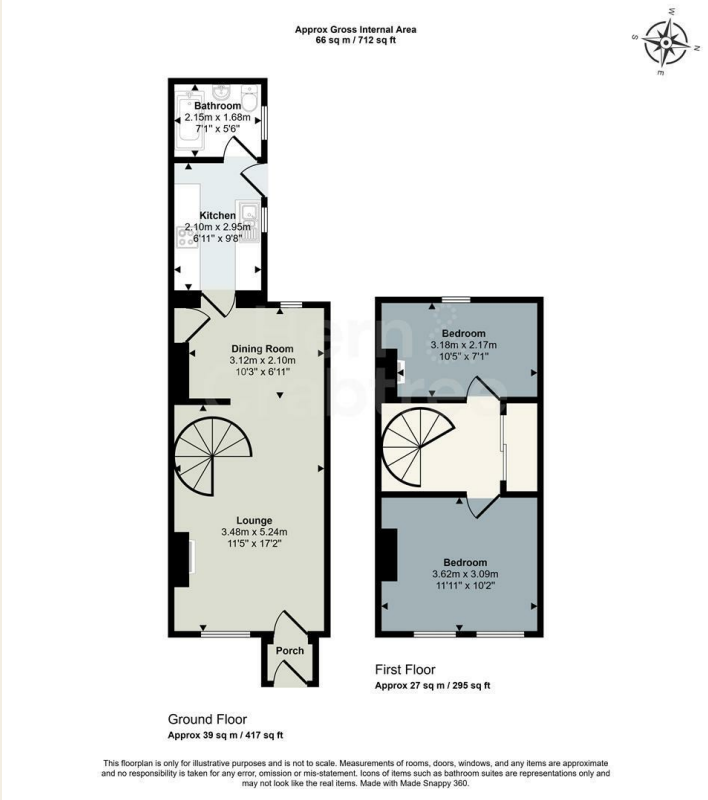 Approx Gross Internal Area
66 sq m / 712 sq ft
W
N
S
E
Bathroom
2.15m x 1.68m
7'1" x 5'6"
Kitchen
2.10m x 2.95m
6'11" x 9'8"
Dining Room
3.12m x 2.10m
10'3" x 6'11"
Lounge
3.48m x 5.24m
11'5" x 17'2"
Porch
Ground Floor
Approx 39 sq m / 417 sq ft
Bedroom
3.18m x 2.17m
10'5" x 7'1"
Bedroom
3.62m x 3.09m
11'11" x 10'2"
First Floor
Approx 27 sq m / 295 sq ft
Hern
Crabtree
This floorplan is only for illustrative purposes and is not to scale. Measurements of rooms, doors, windows, and any items are approximate
and no responsibility is taken for any error, omission or mis-statement. Icons of items such as bathroom suites are representations only and
may not look like the real items. Made with Made Snappy 360.